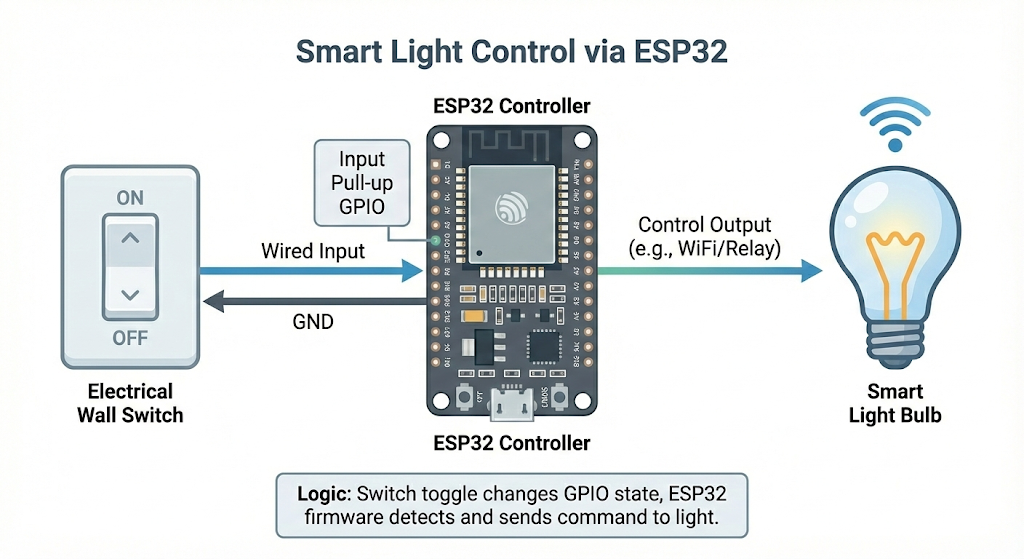 Smart Light Control via ESP32
ESP32 Controller
Input
Pull-up
GPIO
ON
OFF
Wired Input
GND
Control Output
(e.g., WiFi/Relay)
Electrical
Wall Switch
ESP32 Controller
Smart
Light Bulb
Logic: Switch toggle changes GPIO state, ESP32
firmware detects and sends command to light.